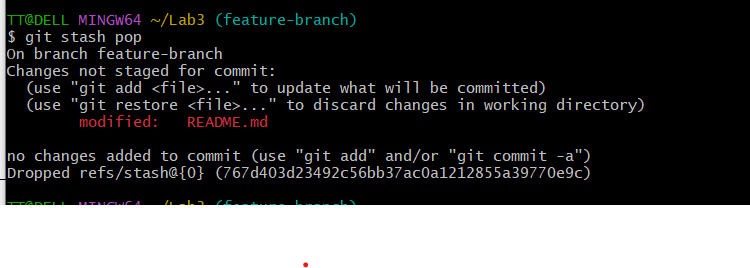 TT@DELL MINGW64 ~/Lab3 (feature-branch)
$ git stash pop
On branch feature-branch
Changes not staged for commit:
  (use "git add <file>..." to update what will be committed)
  (use "git restore <file>..." to discard changes in working directory)
        modified:   README.md

no changes added to commit (use "git add" and/or "git commit -a")
Dropped refs/stash@{0} (767d403d23492c56bb37ac0a1212855a39770e9c)

TT@DELL MINGW64 ~/Lab3 (feature-branch)